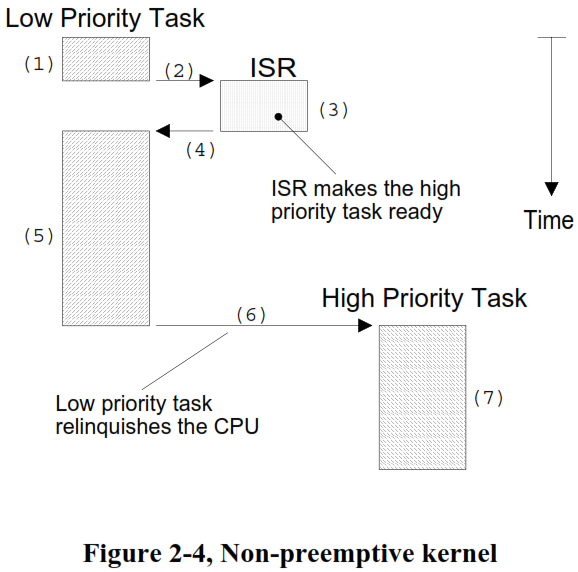 Low Priority Task
(1)
(2)
ISR
(3)
(4)
ISR makes the high
priority task ready
Time
(5)
High Priority Task
(6)
Low priority task
relinquishes the CPU
(7)
Figure 2-4, Non-preemptive kernel